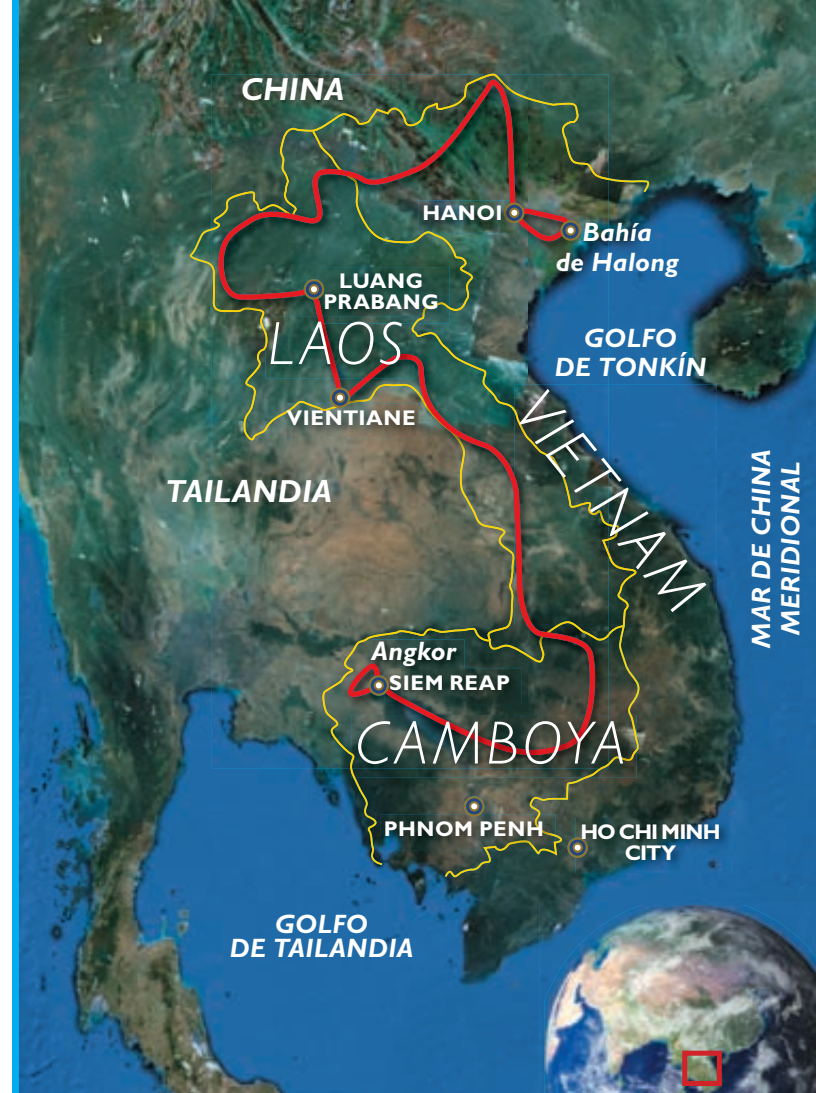 CHINA
HANOI
Bahía
de Halong
LUANG
PRABANG
LAOS
GOLFO
DE TONKÍN
VIENTIANE
VIETNAM
TAILANDIA
MAR DE CHINA
MERIDIONAL
Angkor
SIEM REAP
CAMBOYA
PHNOM PENH
HO CHI MINH
CITY
GOLFO
DE TAILANDIA